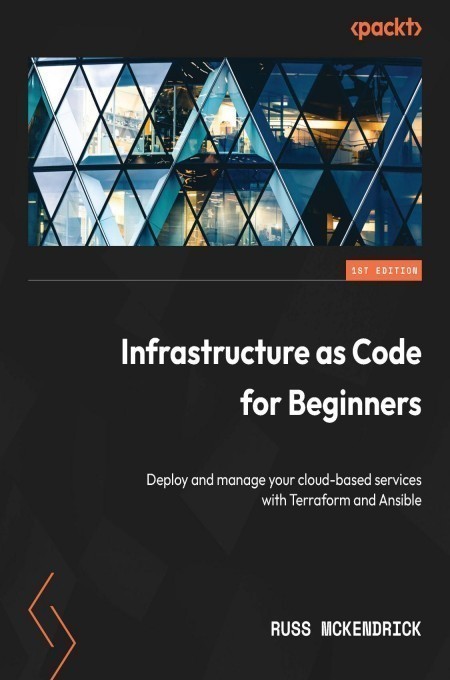 <packt>
1ST EDITION
Infrastructure as Code
for Beginners
Deploy and manage your cloud-based services
with Terraform and Ansible
RUSS MCKENDRICK